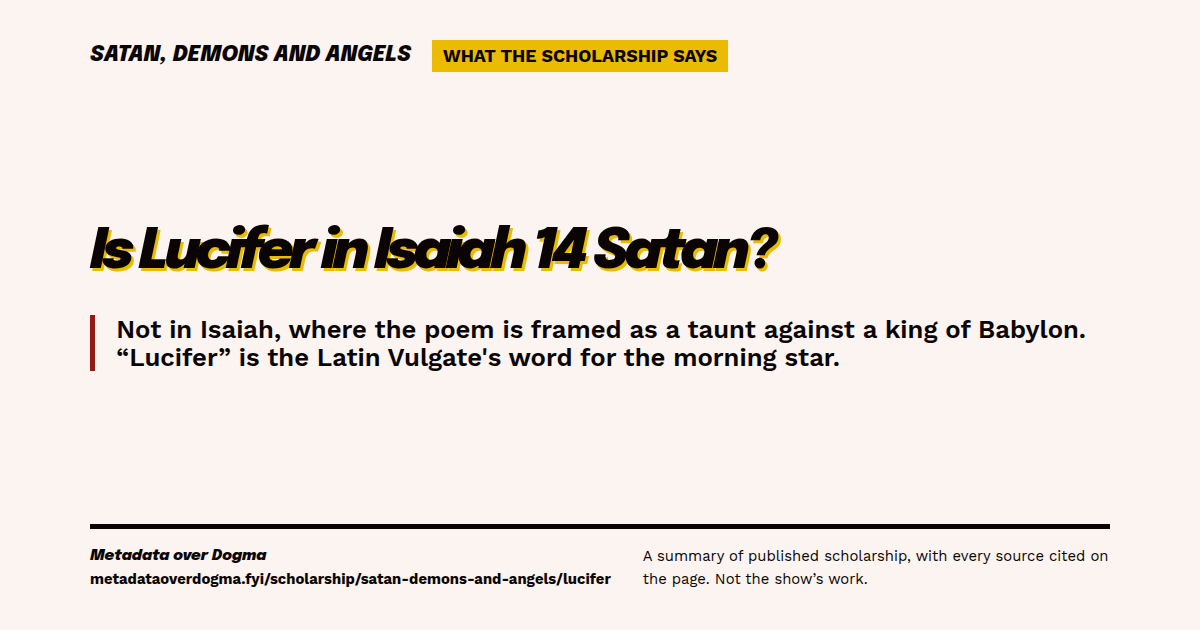 SATAN, DEMONS AND ANGELS
WHAT THE SCHOLARSHIP SAYS
Is Lucifer in Isaiah 14 Satan?
Not in Isaiah, where the poem is framed as a taunt against a king of Babylon.
“Lucifer” is the Latin Vulgate's word for the morning star.
Metadata over Dogma
metadataoverdogma.fyi/scholarship/satan-demons-and-angels/lucifer
A summary of published scholarship, with every source cited on
the page. Not the show’s work.